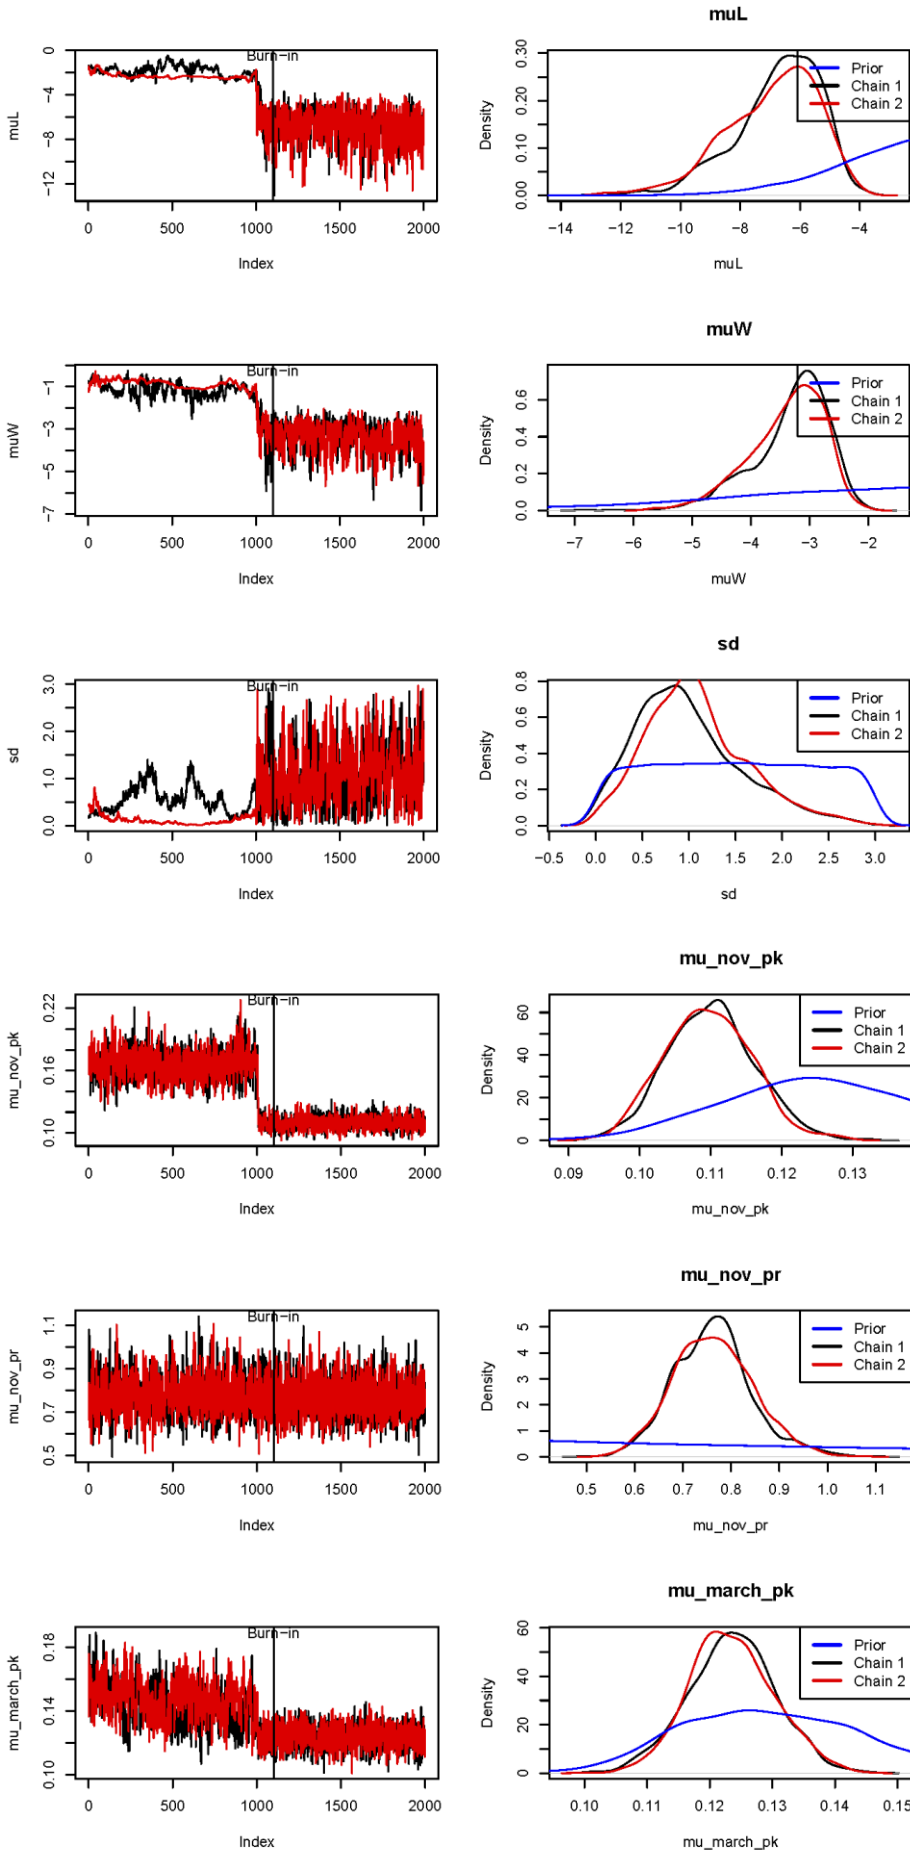 muL
Burn-in
muL
0
-4
-8
-12
0 500 1000 1500 2000
Index
Density
0.30
0.20
0.10
0.00
Prior
Chain 1
Chain 2
-14 -12 -10 -8 -6 -4
muL
muW
Burn-in
muW
-1
-3
-5
-7
0 500 1000 1500 2000
Index
Density
0.6
0.4
0.2
0.0
Prior
Chain 1
Chain 2
-7 -6 -5 -4 -3 -2
muW
sd
Burn-in
sd
3.0
2.0
1.0
0.0
0 500 1000 1500 2000
Index
Density
0.8
0.6
0.4
0.2
0.0
Prior
Chain 1
Chain 2
-0.5 0.0 0.5 1.0 1.5 2.0 2.5 3.0
sd
mu_nov_pk
Burn-in
mu_nov_pk
0.22
0.16
0.10
0 500 1000 1500 2000
Index
Density
60
40
20
0
Prior
Chain 1
Chain 2
0.09 0.10 0.11 0.12 0.13
mu_nov_pk
mu_nov_pr
Burn-in
mu_nov_pr
1.1
0.9
0.7
0.5
0 500 1000 1500 2000
Index
Density
5
4
3
2
1
0
Prior
Chain 1
Chain 2
0.5 0.6 0.7 0.8 0.9 1.0 1.1
mu_nov_pr
mu_march_pk
Burn-in
mu_march_pk
0.18
0.14
0.10
0 500 1000 1500 2000
Index
Density
60
40
20
0
Prior
Chain 1
Chain 2
0.10 0.11 0.12 0.13 0.14 0.15
mu_march_pk